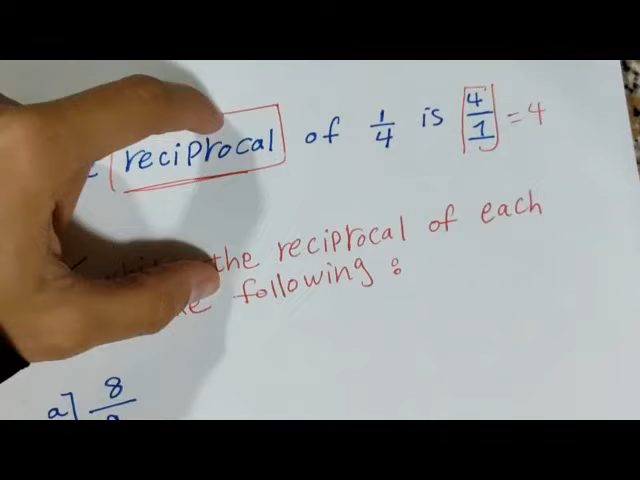 reciprocal of 1/4 is 4/1 = 4
the reciprocal of each
following :
a] 8